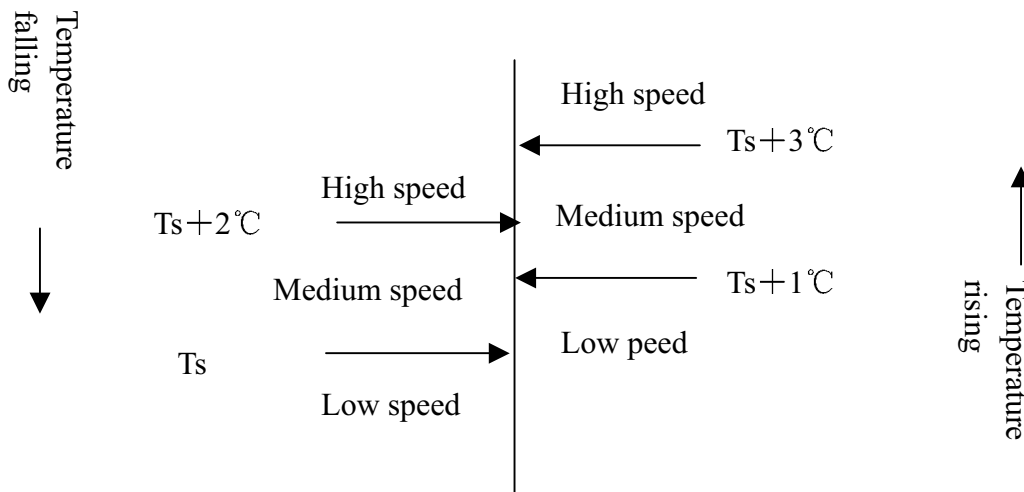 Temperature
falling
High speed
Ts+3℃
High speed
Ts+2℃
Medium speed
Medium speed
Ts+1℃
Ts
Low peed
Low speed
Temperature
rising